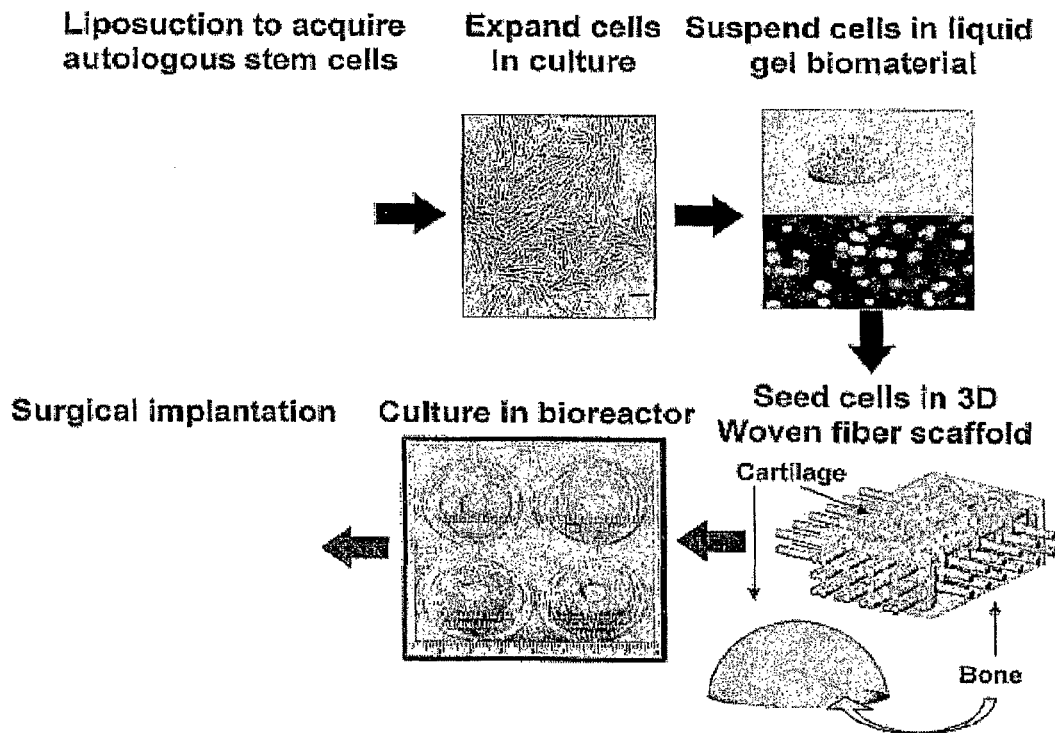 Liposuction to acquire
autologous stem cells
Expand cells
In culture
Suspend cells in liquid
gel biomaterial
Seed cells in 3D
Woven fiber scaffold
Cartilage
Bone
Culture in bioreactor
Surgical implantation